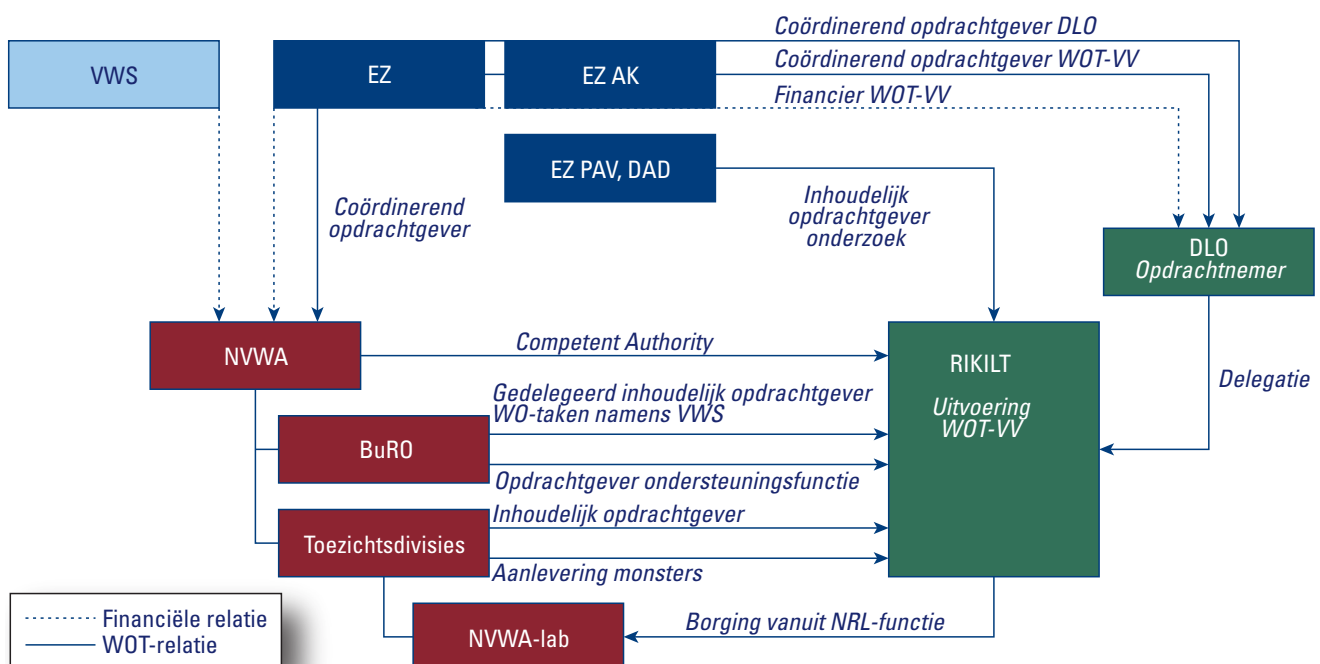 Coördinerend opdrachtgever DLO
VWS
EZ
EZ AK
Coördinerend opdrachtgever WOT-VV
Financier WOT-VV
EZ PAV, DAD
Coördinerend
opdrachtgever
Inhoudelijk
opdrachtgever
onderzoek
DLO
Opdrachtnemer
NVWA
Competent Authority
RIKILT
Uitvoering
WOT-VV
Delegatie
Gedelegeerd inhoudelijk opdrachtgever
WO-taken namens VWS
BuRO
Opdrachtgever ondersteuningsfunctie
Inhoudelijk opdrachtgever
Toezichtsdivisies
Aanlevering monsters
Financiële relatie
WOT-relatie
NVWA-lab
Borging vanuit NRL-functie